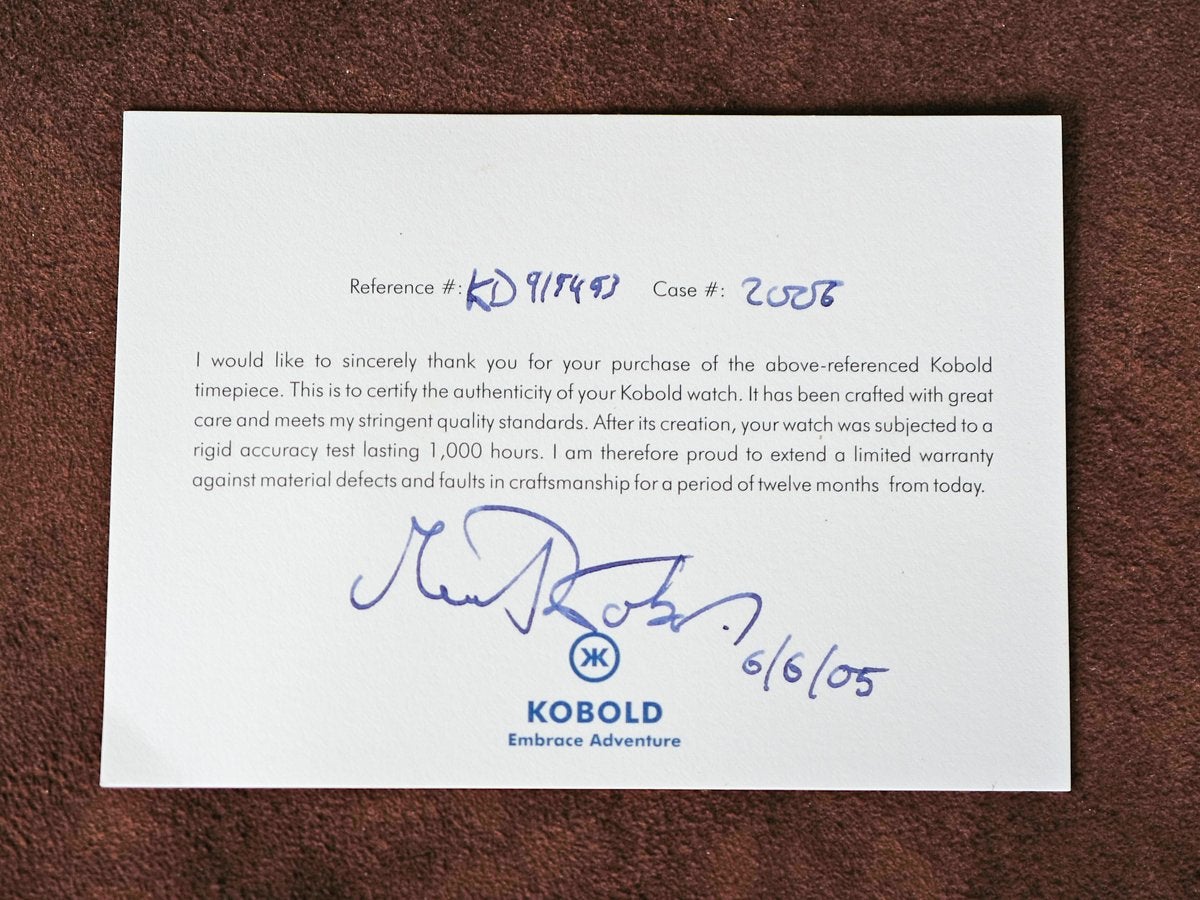 Reference #: KD 915453 Case #: 2006
I would like to sincerely thank you for your purchase of the above-referenced Kobold
timepiece. This is to certify the authenticity of your Kobold watch. It has been crafted with great
care and meets my stringent quality standards. After its creation, your watch was subjected to a
rigid accuracy test lasting 1,000 hours. I am therefore proud to extend a limited warranty
against material defects and faults in craftsmanship for a period of twelve months from today.
6/6/05
KOBOLD
Embrace Adventure